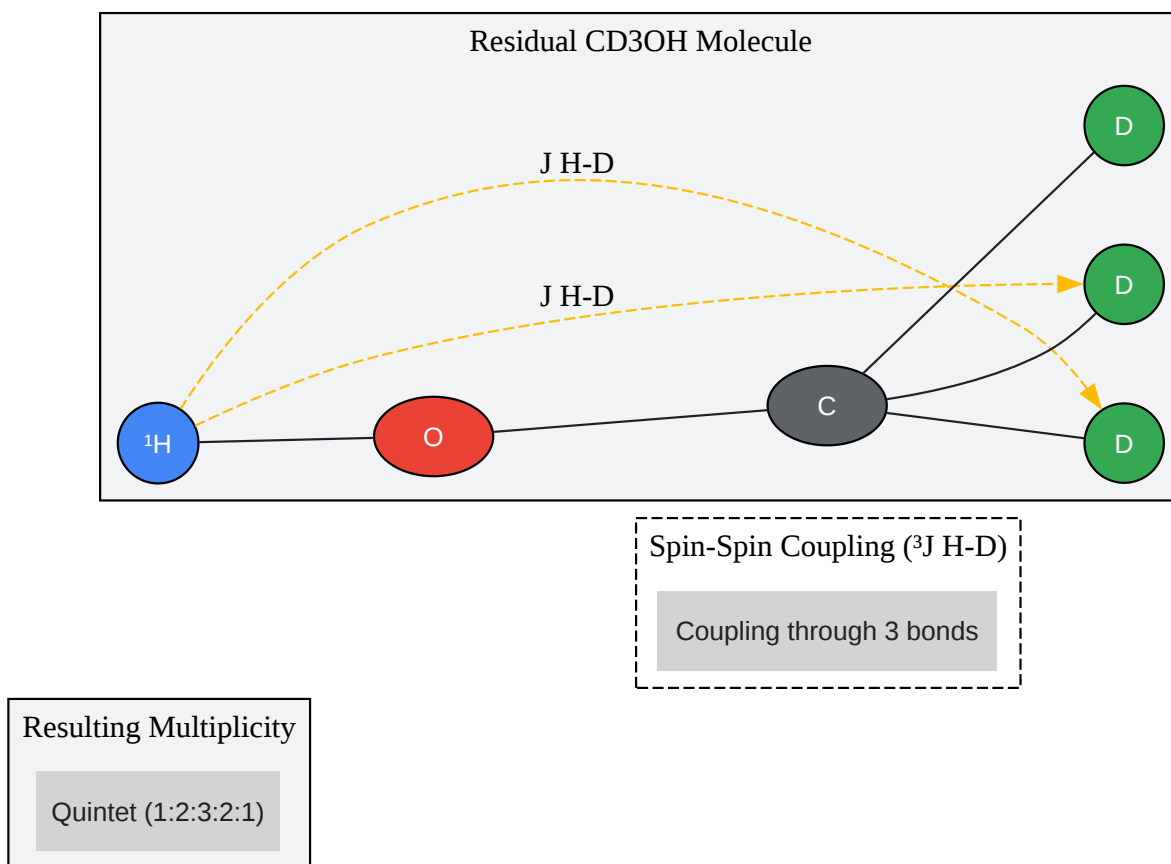 Residual CD3OH Molecule
D
J H-D
D
J H-D
C
¹H
O
D
Spin-Spin Coupling (³J H-D)
Coupling through 3 bonds
Resulting Multiplicity
Quintet (1:2:3:2:1)